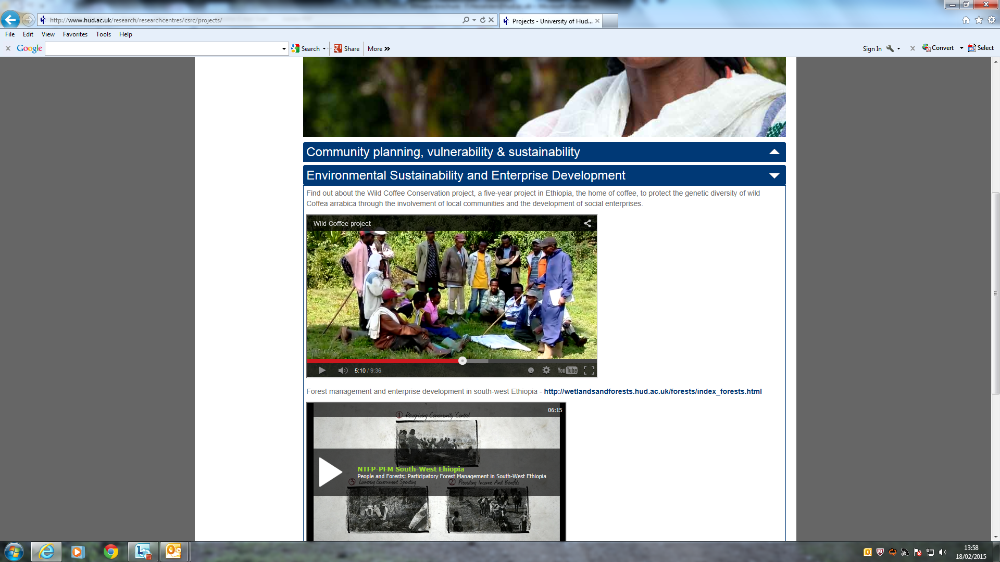 http://www.hud.ac.uk/research/researchcentres/csrc/projects/
Projects - University of Hud...
File Edit View Favorites Tools Help
Google Search Share More
Sign In Convert Select
Community planning, vulnerability & sustainability
Environmental Sustainability and Enterprise Development
Find out about the Wild Coffee Conservation project, a five-year project in Ethiopia, the home of coffee, to protect the genetic diversity of wild
Coffea arrabica through the involvement of local communities and the development of social enterprises.
Wild Coffee project
5:10 / 9:36
YouTube
Forest management and enterprise development in south-west Ethiopia - http://wetlandsandforests.hud.ac.uk/forests/index_forests.html
06:15
1 Recognizing Community Control
NTFP-PFM South-West Ehiopia
People and Forests: Participatory Forest Management in South-West Ethiopia
3 Lowering Government Spending
2 Providing Income And Benefits
13:58
18/02/2015